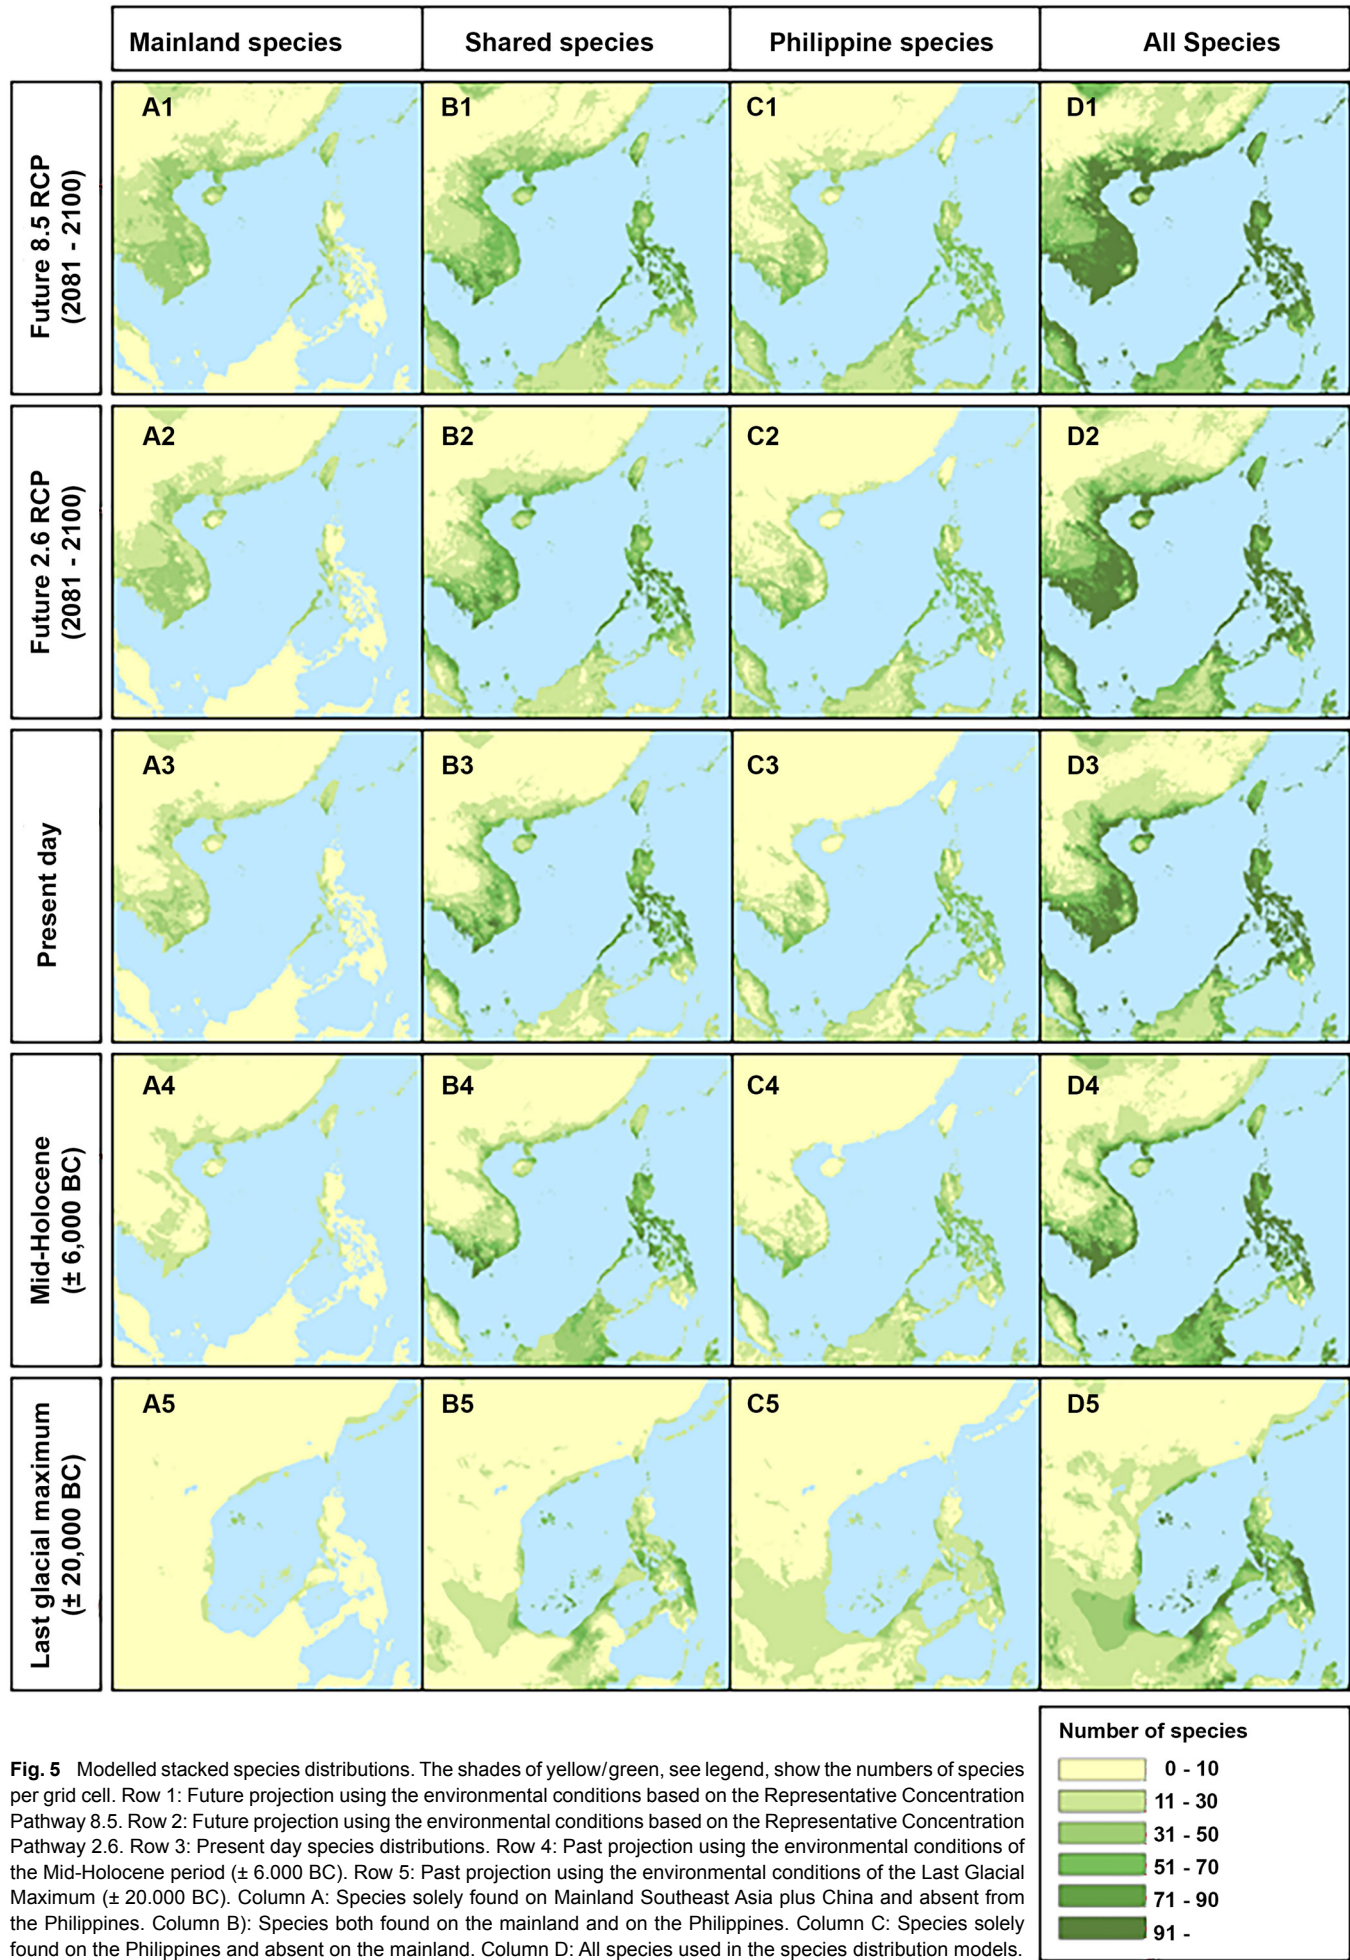 Mainland species
Shared species
Philippine species
All Species
Future 8.5 RCP
(2081 - 2100)
A1
B1
C1
D1
Future 2.6 RCP
(2081 - 2100)
A2
B2
C2
D2
Present day
A3
B3
C3
D3
Mid-Holocene
(± 6,000 BC)
A4
B4
C4
D4
Last glacial maximum
(± 20,000 BC)
A5
B5
C5
D5
Number of species
0 - 10
11 - 30
31 - 50
51 - 70
71 - 90
91 -
Fig. 5 Modelled stacked species distributions. The shades of yellow/green, see legend, show the numbers of species
per grid cell. Row 1: Future projection using the environmental conditions based on the Representative Concentration
Pathway 8.5. Row 2: Future projection using the environmental conditions based on the Representative Concentration
Pathway 2.6. Row 3: Present day species distributions. Row 4: Past projection using the environmental conditions of
the Mid-Holocene period (± 6.000 BC). Row 5: Past projection using the environmental conditions of the Last Glacial
Maximum (± 20.000 BC). Column A: Species solely found on Mainland Southeast Asia plus China and absent from
the Philippines. Column B): Species both found on the mainland and on the Philippines. Column C: Species solely
found on the Philippines and absent on the mainland. Column D: All species used in the species distribution models.